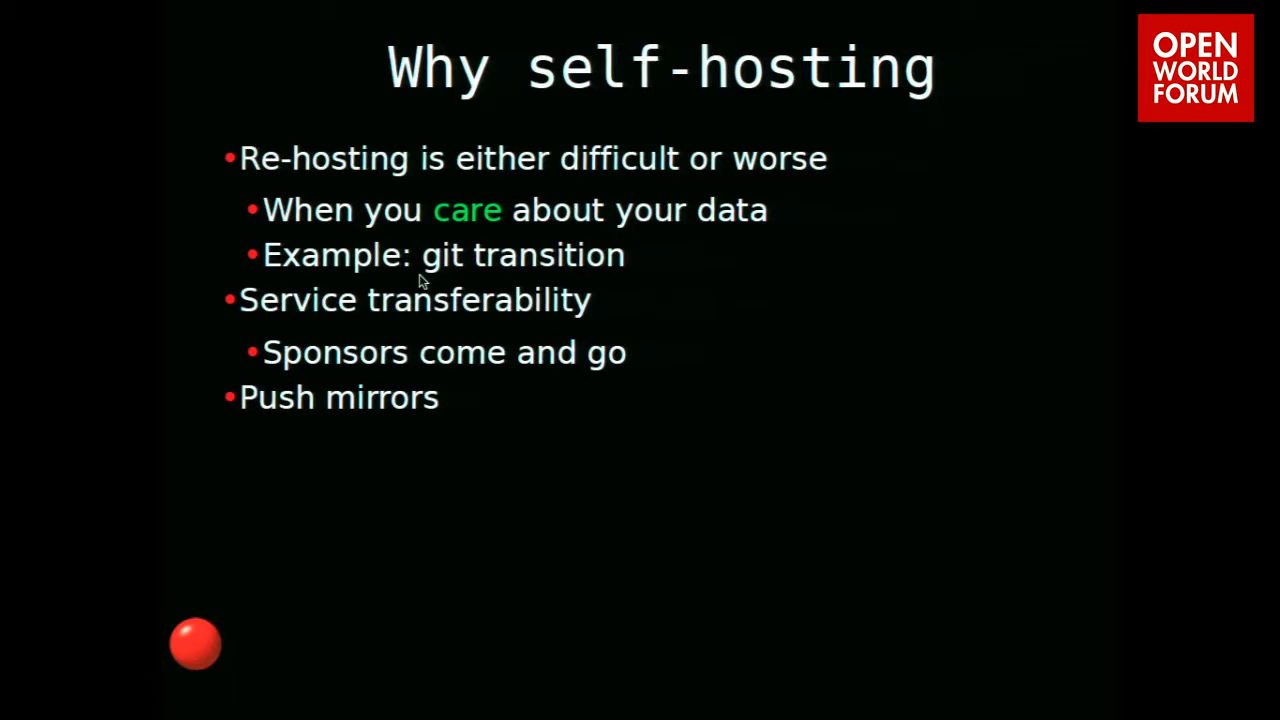 Why self-hosting
OPEN
WORLD
FORUM
•Re-hosting is either difficult or worse
•When you care about your data
•Example: git transition
•Service transferability
•Sponsors come and go
•Push mirrors